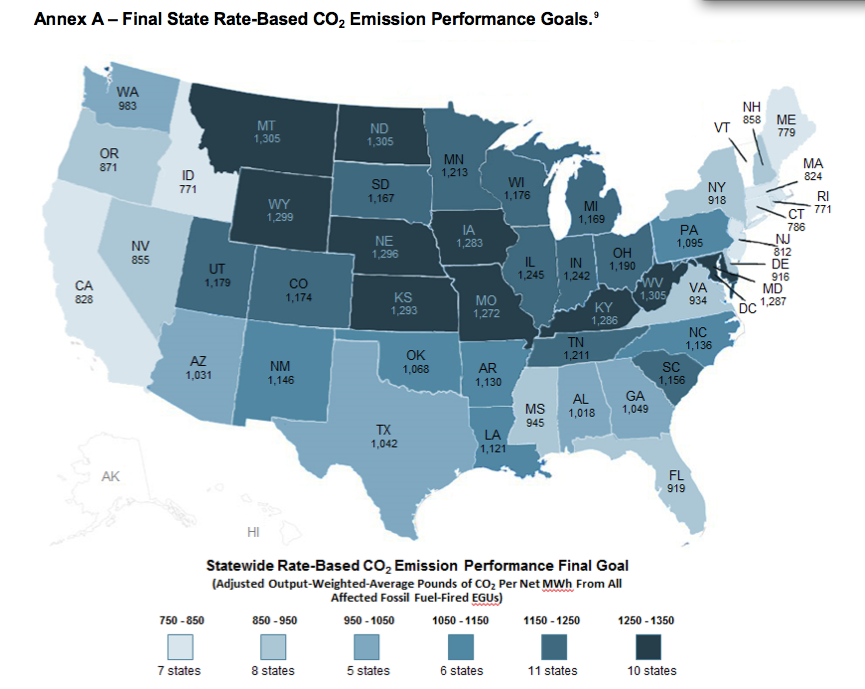 Annex A – Final State Rate-Based CO₂ Emission Performance Goals.⁹
WA
983
OR
871
CA
828
ID
771
NV
855
MT
1,305
WY
1,299
UT
1,179
AZ
1,031
CO
1,174
NM
1,146
ND
1,305
SD
1,167
NE
1,296
KS
1,293
OK
1,068
TX
1,042
MN
1,213
IA
1,283
MO
1,272
AR
1,130
LA
1,121
WI
1,176
IL
1,245
MI
1,169
IN
1,242
OH
1,190
KY
1,286
TN
1,211
MS
945
AL
1,018
GA
1,049
FL
919
SC
1,156
NC
1,136
VA
934
WV
1,305
PA
1,095
NY
918
VT
NH
858
ME
779
MA
824
RI
771
CT
786
NJ
812
DE
916
MD
1,287
DC
AK
HI
Statewide Rate-Based CO₂ Emission Performance Final Goal
(Adjusted Output-Weighted-Average Pounds of CO₂ Per Net MWh From All
Affected Fossil Fuel-Fired EGUs)
750 - 850 850 - 950 950 - 1050 1050 - 1150 1150 - 1250 1250 - 1350
7 states 8 states 5 states 6 states 11 states 10 states